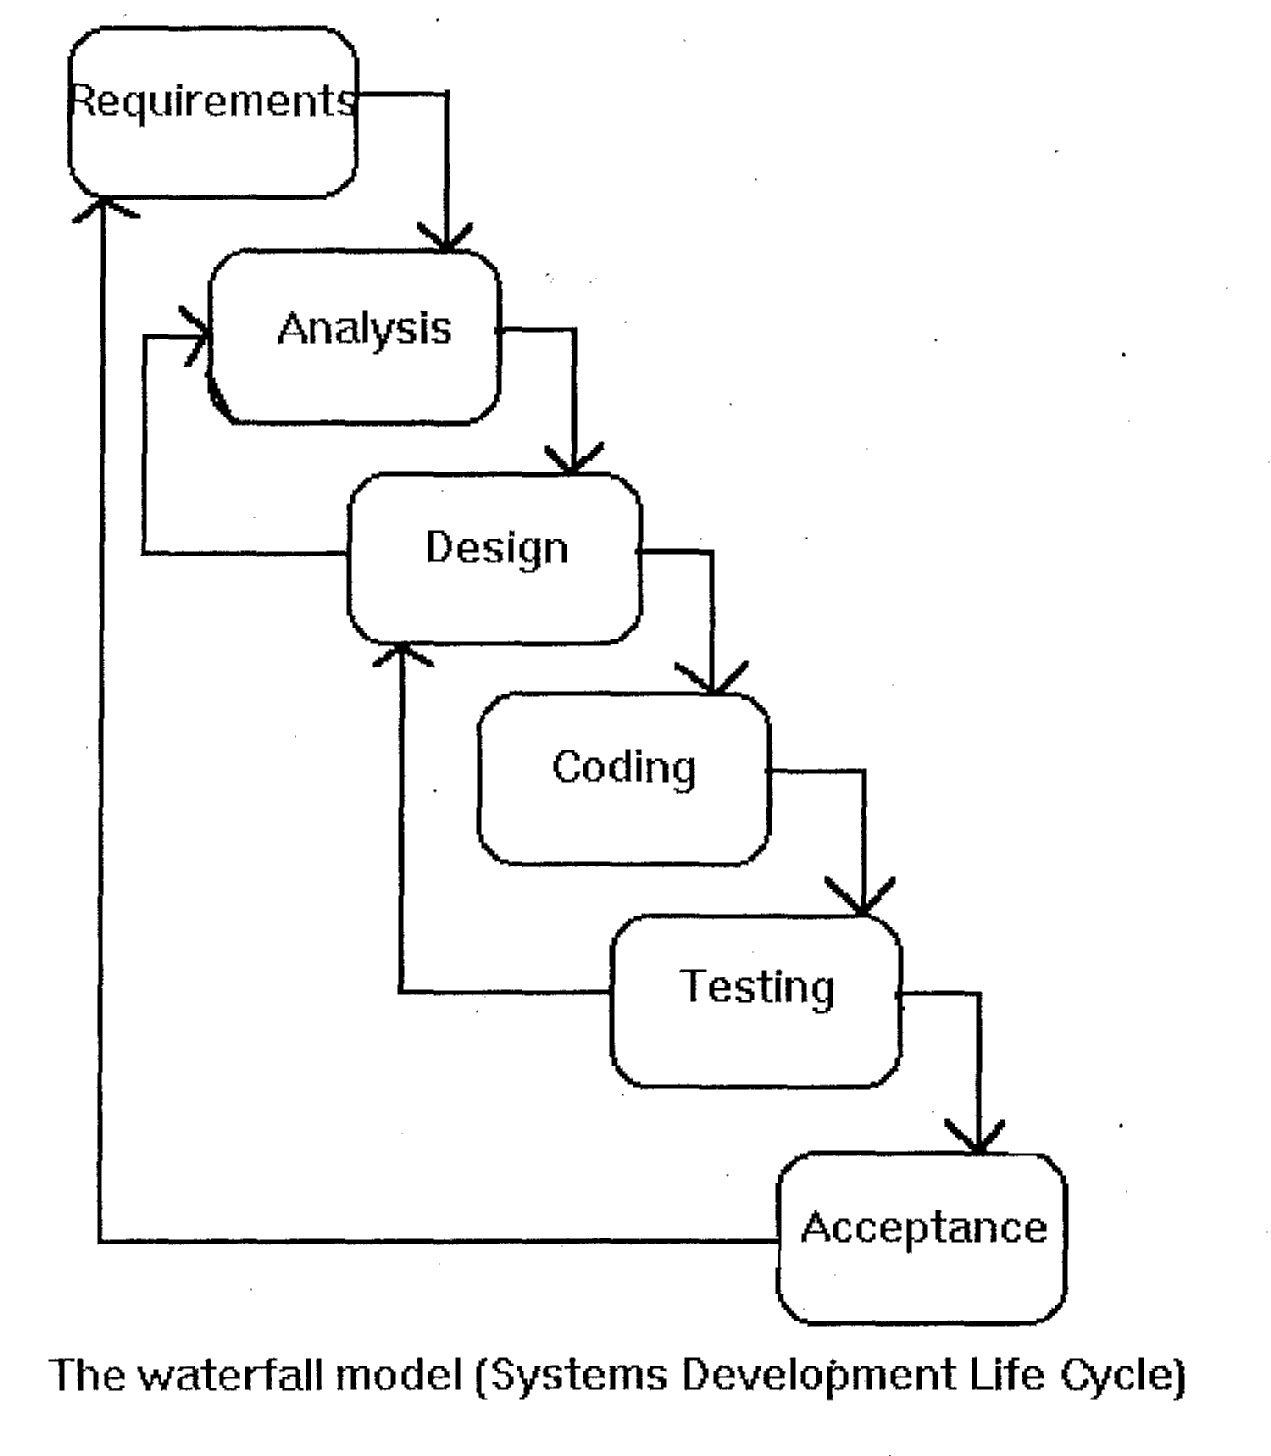 Requirements
Analysis
Design
Coding
Testing
Acceptance
The waterfall model (Systems Development Life Cycle)